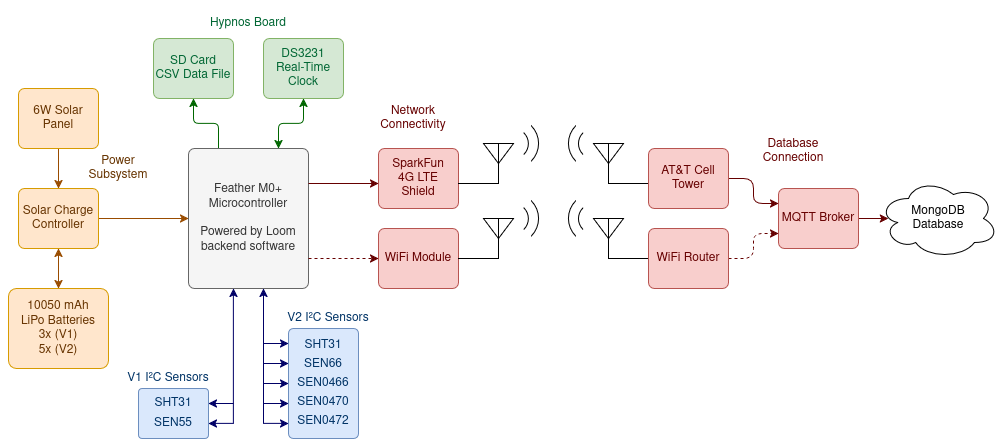 Hypnos Board
SD Card
CSV Data File
DS3231
Real-Time
Clock
6W Solar
Panel
Power
Subsystem
Solar Charge
Controller
10050 mAh
LiPo Batteries
3x (V1)
5x (V2)
Feather M0+
Microcontroller
Powered by Loom
backend software
Network
Connectivity
SparkFun
4G LTE
Shield
WiFi Module
AT&T Cell
Tower
WiFi Router
Database
Connection
MQTT Broker
MongoDB
Database
V1 I²C Sensors
SHT31
SEN55
V2 I²C Sensors
SHT31
SEN66
SEN0466
SEN0470
SEN0472